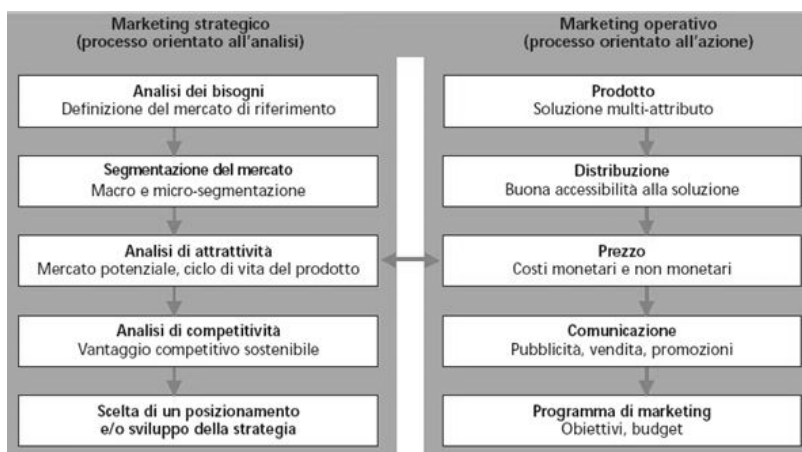 Marketing strategico
(processo orientato all'analisi)
Analisi dei bisogni
Definizione del mercato di riferimento
Segmentazione del mercato
Macro e micro-segmentazione
Analisi di attrattività
Mercato potenziale, ciclo di vita del prodotto
Analisi di competitività
Vantaggio competitivo sostenibile
Scelta di un posizionamento
e/o sviluppo della strategia
Marketing operativo
(processo orientato all'azione)
Prodotto
Soluzione multi-attributo
Distribuzione
Buona accessibilità alla soluzione
Prezzo
Costi monetari e non monetari
Comunicazione
Pubblicità, vendita, promozioni
Programma di marketing
Obiettivi, budget